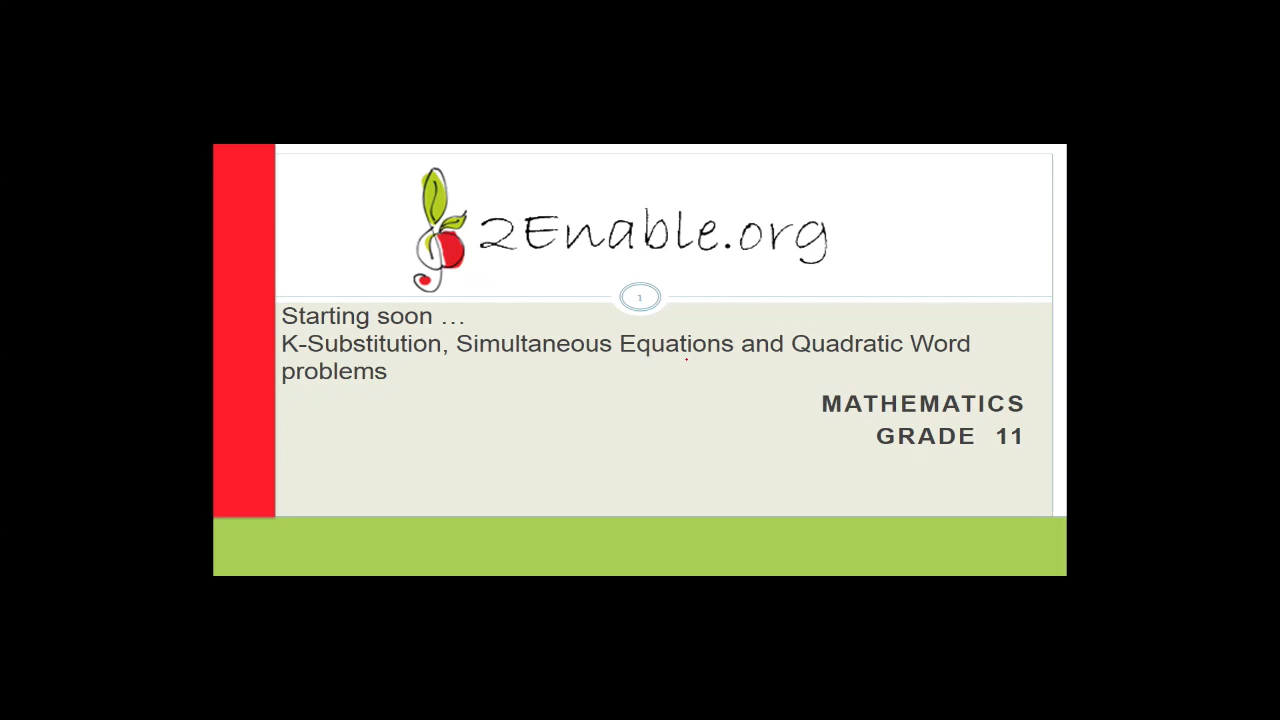 2Enable.org
1
Starting soon …
K-Substitution, Simultaneous Equations and Quadratic Word
problems
MATHEMATICS
GRADE 11